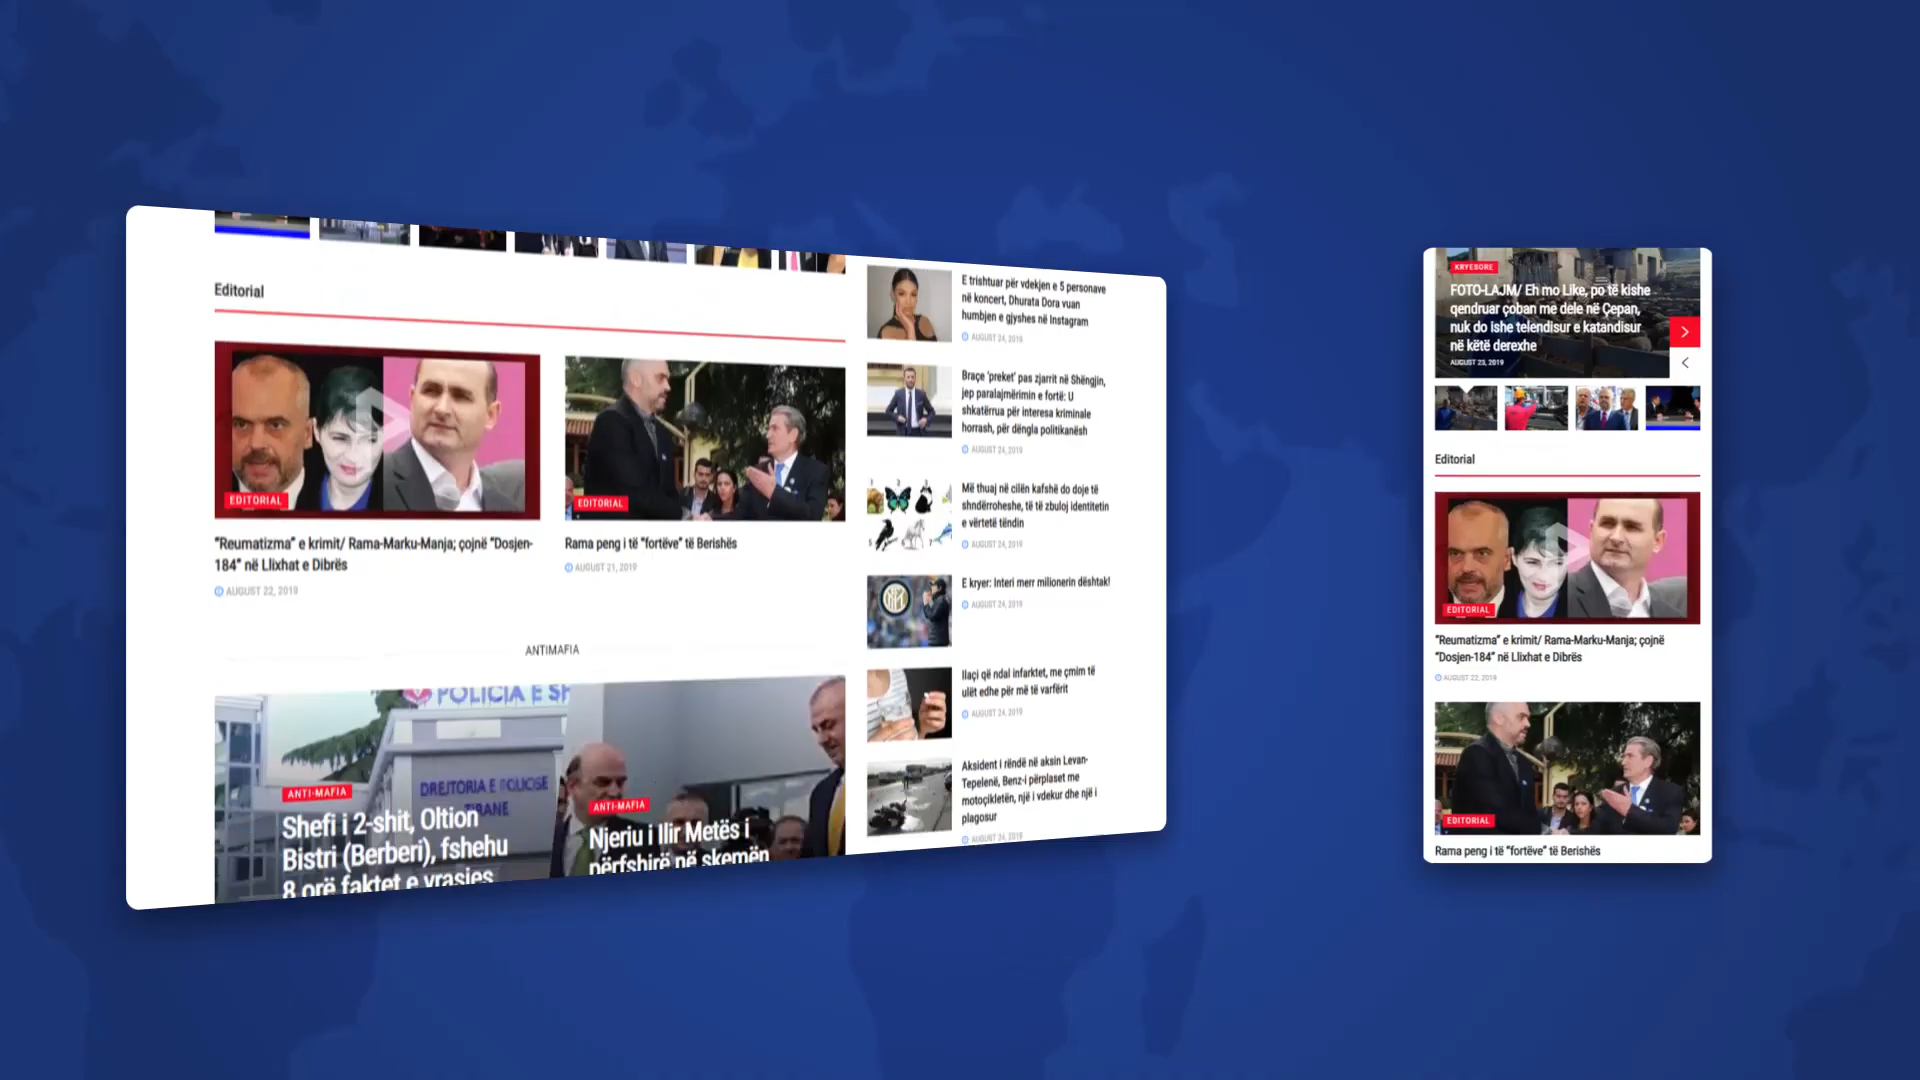 Editorial
EDITORIAL
"Reumatizma" e krimit/ Rama-Marku-Manja; çojnë "Dosjen-
184" në Llixhat e Dibrës
AUGUST 22, 2019
EDITORIAL
Rama peng i të "fortëve" të Berishës
AUGUST 21, 2019
ANTIMAFIA
POLICIA E SH
DREJTORIA E POLICISE
TIRANE
ANTI-MAFIA
Shefi i 2-shit, Oltion
Bistri (Berberi), fshehu
8 orë faktet e vrasjes
ANTI-MAFIA
Njeriu i Ilir Metës i
përfshirë në skemën
E trishtuar për vdekjen e 5 personave
në koncert, Dhurata Dora vuan
humbjen e gjyshes në Instagram
AUGUST 24, 2019
Braçe 'preket' pas zjarrit në Shëngjin,
jep paralajmërimin e fortë: U
shkatërrua për interesa kriminale
horrash, për dëngla politikanësh
AUGUST 24, 2019
Më thuaj në cilën kafshë do doje të
shndërroheshe, të të zbuloj identitetin
e vërtetë tëndin
AUGUST 24, 2019
E kryer: Interi merr milionerin dështak!
AUGUST 24, 2019
Ilaçi që ndal infarktet, me çmim të
ulët edhe për më të varfërit
AUGUST 24, 2019
Aksident i rëndë në aksin Levan-
Tepelenë, Benz-i përplaset me
motoçikletën, një i vdekur dhe një i
plagosur
AUGUST 24, 2019
KRYESORE
FOTO-LAJM/ Eh mo Like, po të kishe
qendruar çoban me dele në Çepan,
nuk do ishe telendisur e katandisur
në këtë derexhe
AUGUST 23, 2019
Editorial
EDITORIAL
"Reumatizma" e krimit/ Rama-Marku-Manja; çojnë
"Dosjen-184" në Llixhat e Dibrës
AUGUST 22, 2019
EDITORIAL
Rama peng i të "fortëve" të Berishës